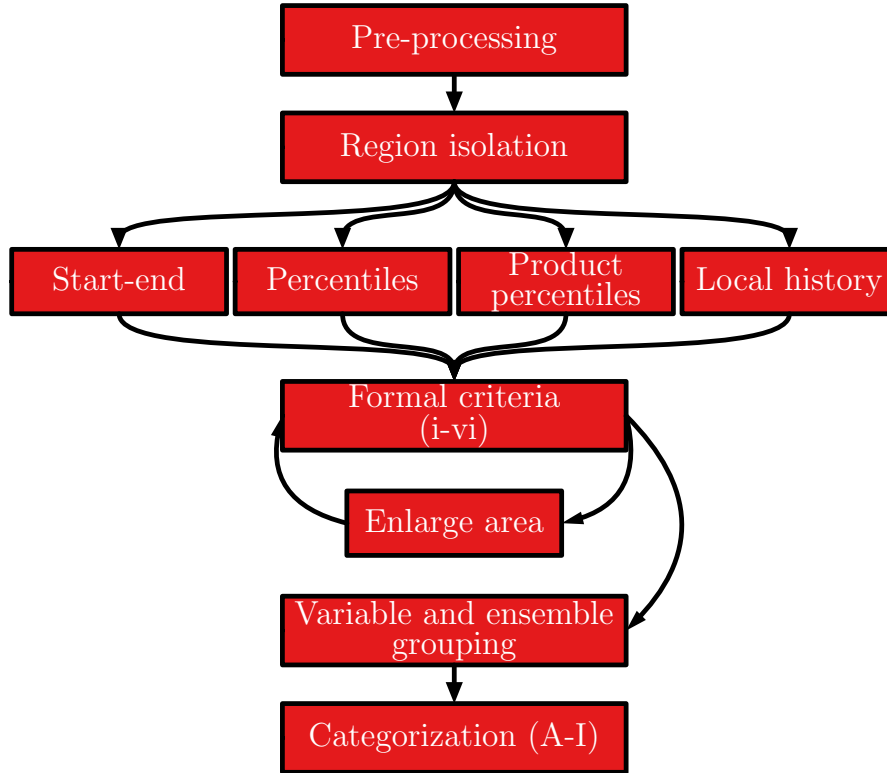 Pre-processing
Region isolation
Start-end
Percentiles
Product
percentiles
Local history
Formal criteria
(i-vi)
Enlarge area
Variable and ensemble
grouping
Categorization (A-I)